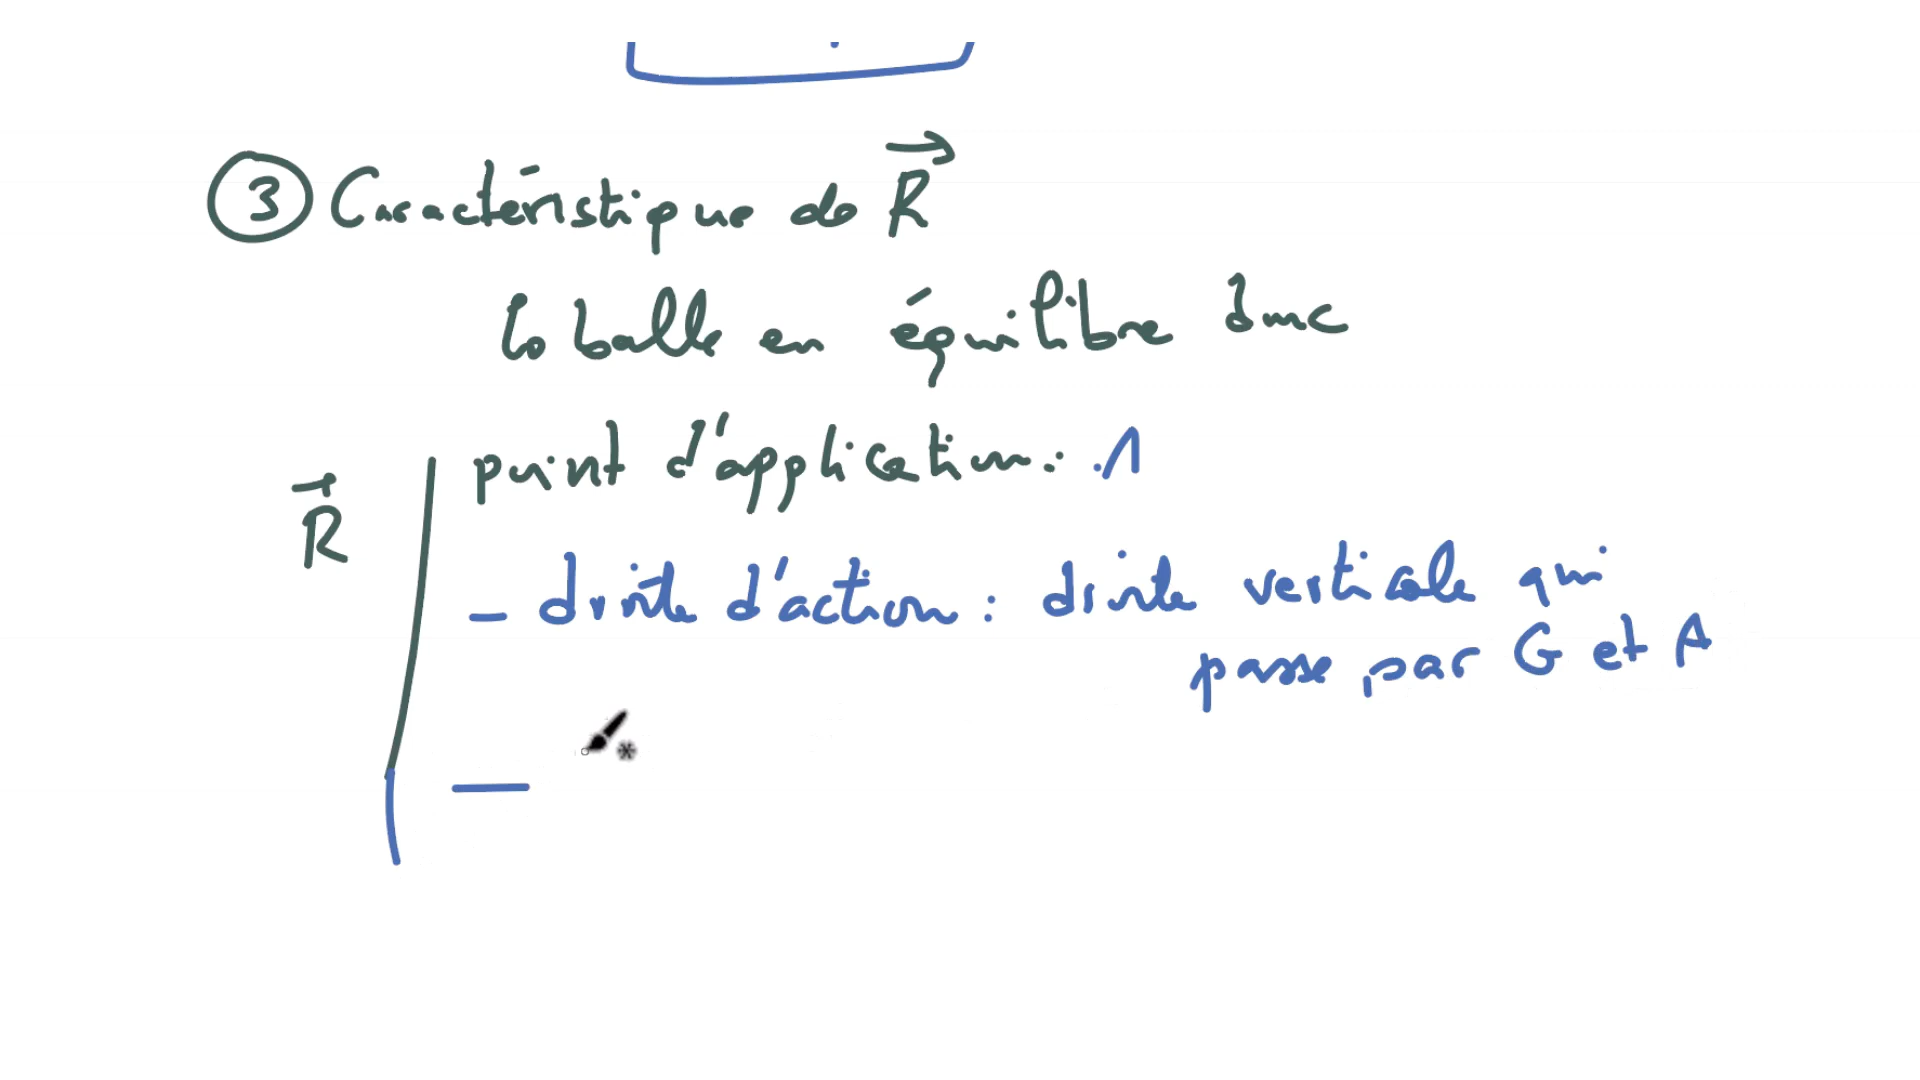 ③ Caractéristique de R
la balle en équilibre donc
point d'application : A
R
- droite d'action : droite verticale qui
passe par G et A
-